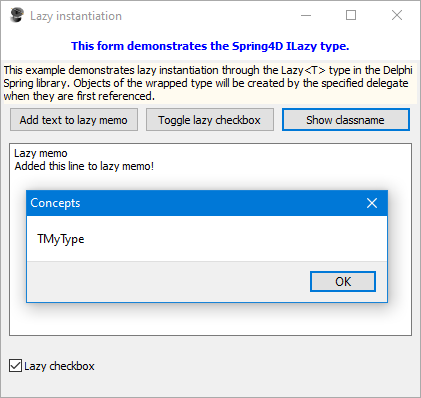 Lazy instantiation
This form demonstrates the Spring4D ILazy type.
This example demonstrates lazy instantiation through the Lazy<T> type in the Delphi
Spring library. Objects of the wrapped type will be created by the specified delegate
when they are first referenced.
Add text to lazy memo Toggle lazy checkbox Show classname
Lazy memo
Added this line to lazy memo!
Concepts
TMyType
OK
Lazy checkbox